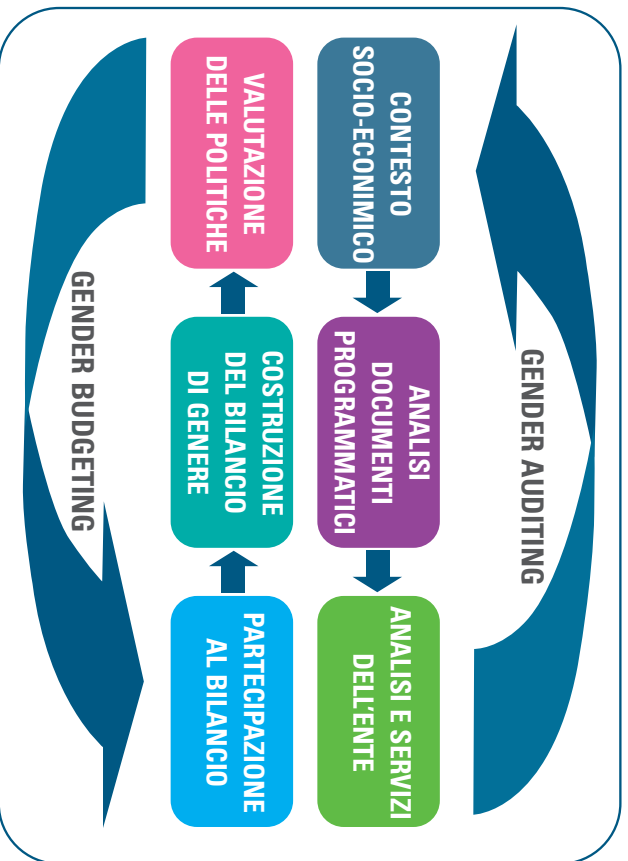 GENDER AUDITING
CONTESTO
SOCIO-ECONIMICO
ANALISI
DOCUMENTI
PROGRAMMATICI
ANALISI E SERVIZI
DELL'ENTE
VALUTAZIONE
DELLE POLITICHE
COSTRUZIONE
DEL BILANCIO
DI GENERE
PARTECIPAZIONE
AL BILANCIO
GENDER BUDGETING